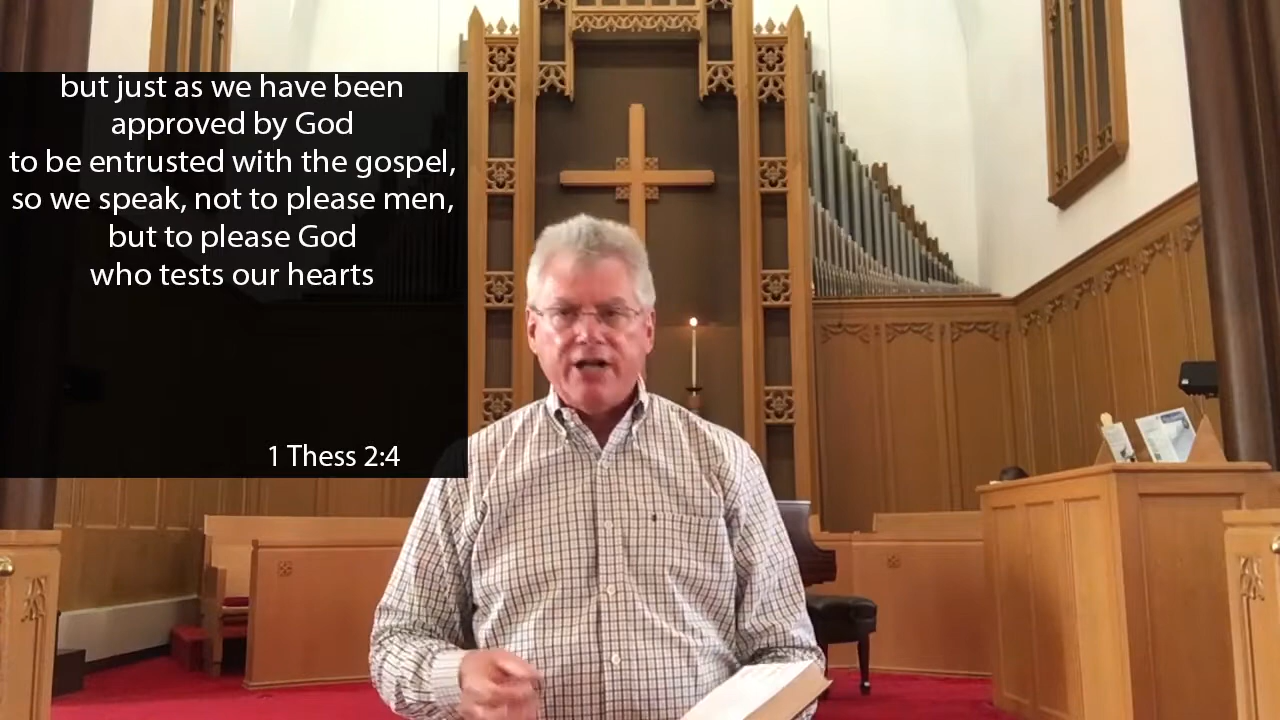 but just as we have been
approved by God
to be entrusted with the gospel,
so we speak, not to please men,
but to please God
who tests our hearts
1 Thess 2:4